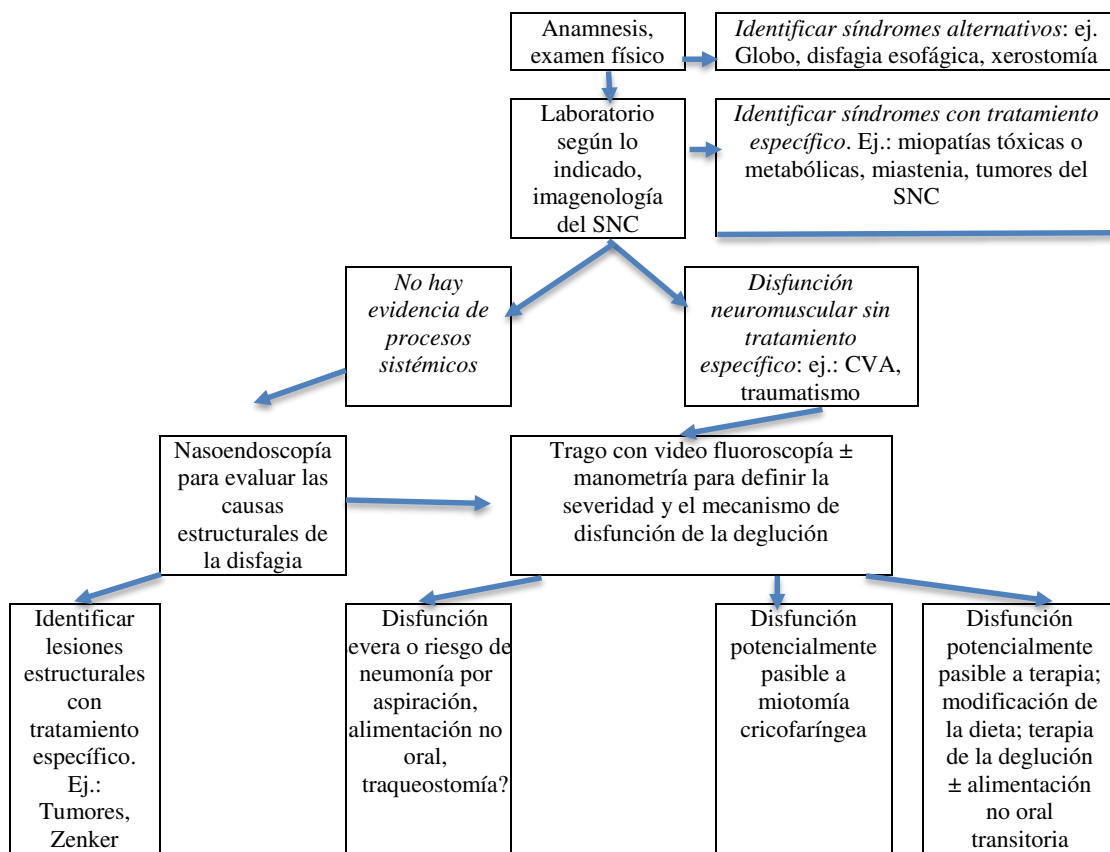 Anamnesis,
examen físico
Identificar síndromes alternativos: ej.
Globo, disfagia esofágica, xerostomía
Laboratorio
según lo
indicado,
imagenología
del SNC
Identificar síndromes con tratamiento
específico. Ej.: miopatías tóxicas o
metabólicas, miastenia, tumores del
SNC
No hay
evidencia de
procesos
sistémicos
Disfunción
neuromuscular sin
tratamiento
específico: ej.: CVA,
traumatismo
Nasoendoscopía
para evaluar las
causas
estructurales de
la disfagia
Trago con video fluoroscopía ±
manometría para definir la
severidad y el mecanismo de
disfunción de la deglución
Identificar
lesiones
estructurales
con
tratamiento
específico.
Ej.:
Tumores,
Zenker
Disfunción
evera o riesgo de
neumonía por
aspiración,
alimentación no
oral,
traqueostomía?
Disfunción
potencialmente
pasible a
miotomía
cricofaríngea
Disfunción
potencialmente
pasible a terapia;
modificación de
la dieta; terapia
de la deglución
± alimentación
no oral
transitoria